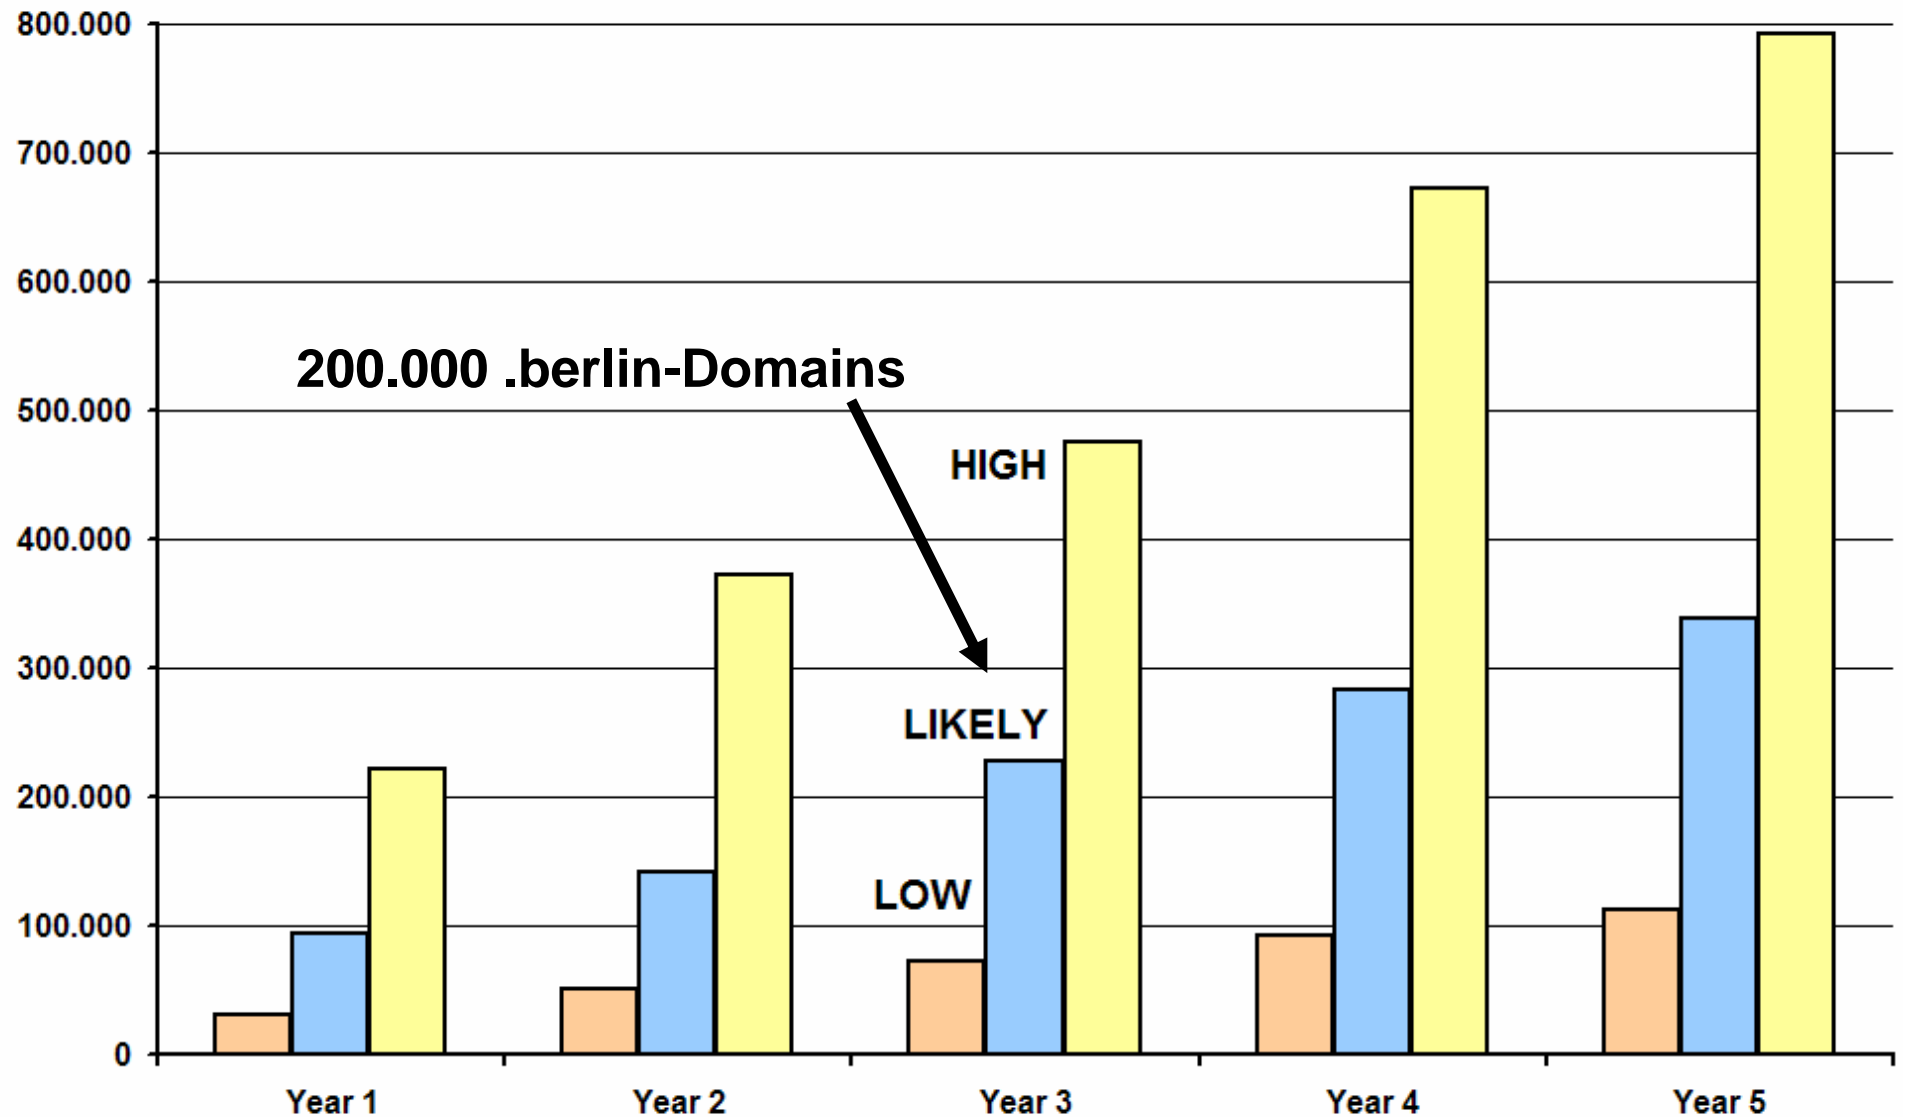 800.000
700.000
600.000
500.000
400.000
300.000
200.000
100.000
0
200.000 .berlin-Domains
HIGH
LIKELY
LOW
Year 1
Year 2
Year 3
Year 4
Year 5